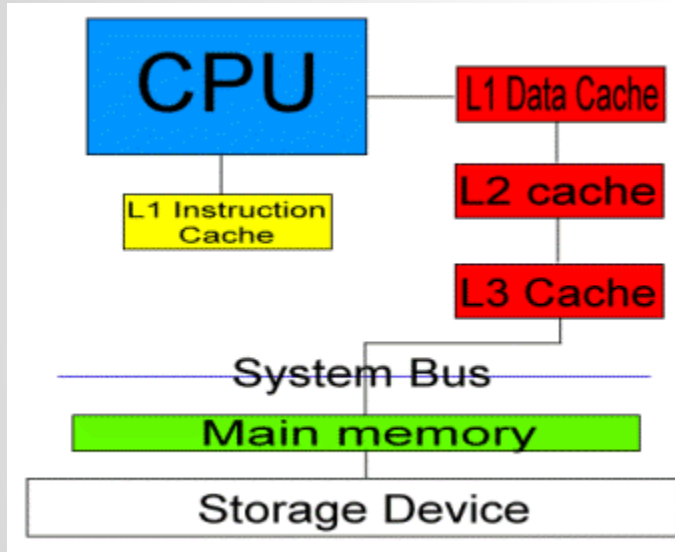 CPU
L1 Data Cache
L1 Instruction
Cache
L2 cache
L3 Cache
System Bus
Main memory
Storage Device